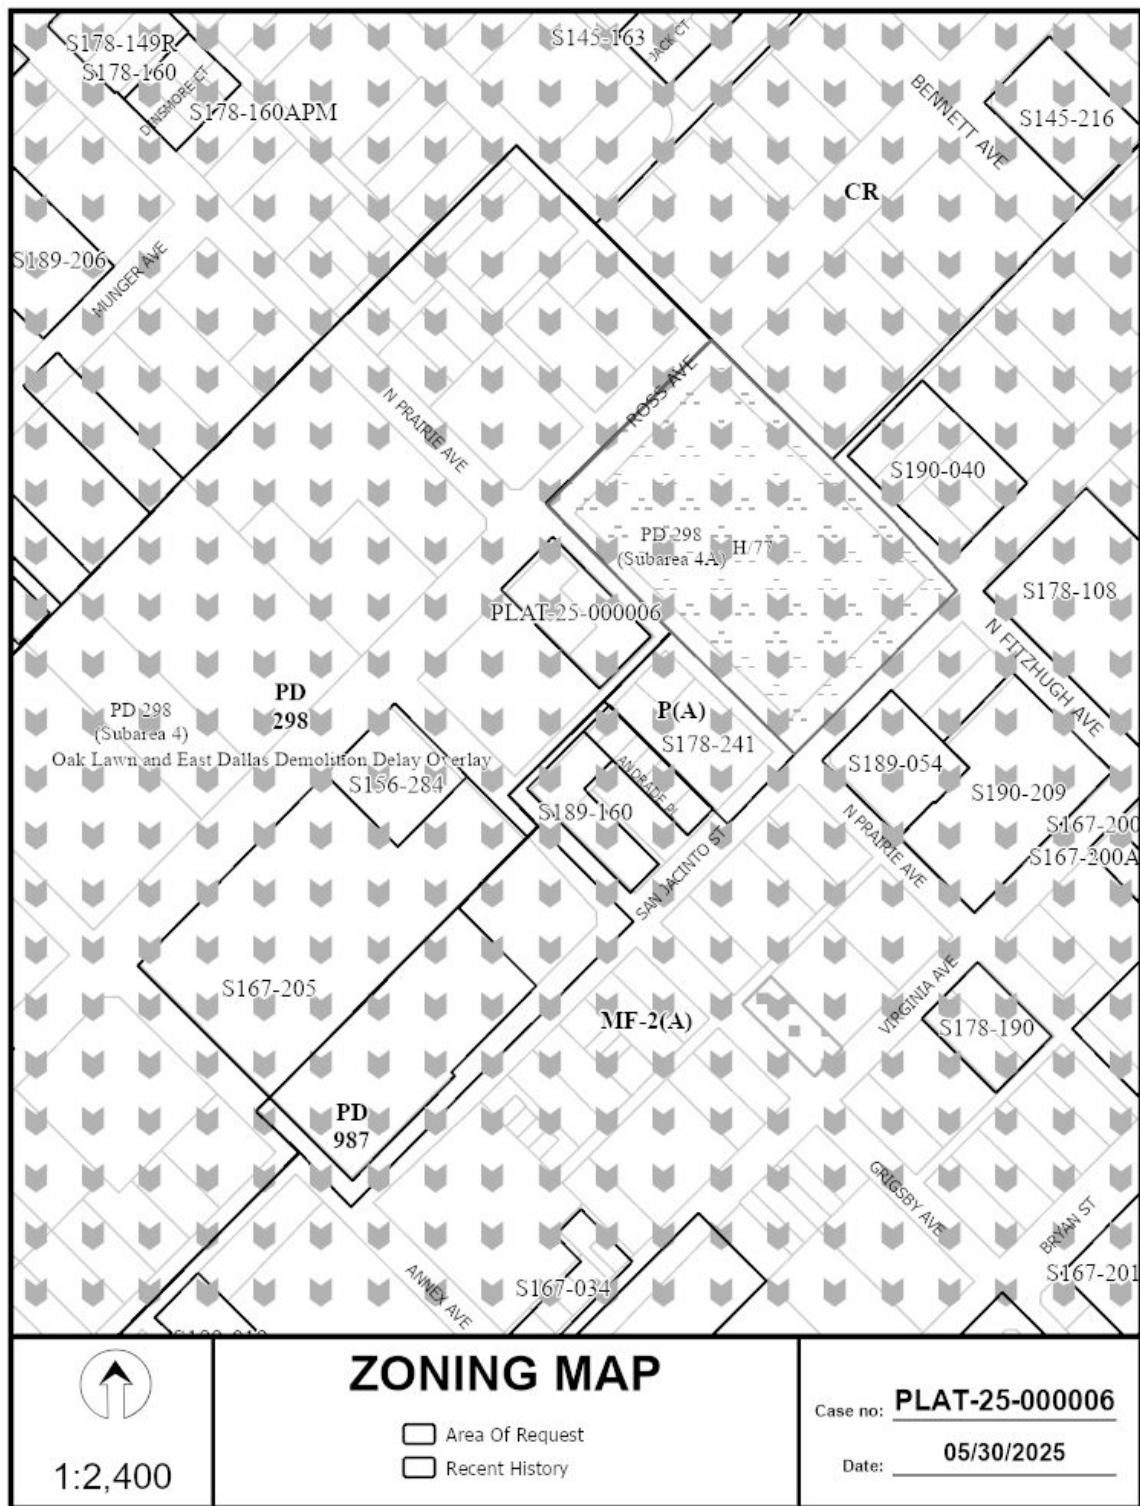 S178-149R
S178-160
DINSMORE CT
S178-160APM
S145-163
JACK CT
BENNETT AVE
S145-216
CR
S189-206
MUNGER AVE
N PRAIRIE AVE
ROSS AVE
S190-040
PD 298
(Subarea 4A)
H/77
PLAT-25-000006
S178-108
N FITZHUGH AVE
PD
298
PD 298
(Subarea 4)
Oak Lawn and East Dallas Demolition Delay Overlay
P(A)
S178-241
S156-284
ANDRADE PL
S189-160
S189-054
S190-209
S167-200
S167-200A
N PRAIRIE AVE
SAN JACINTO ST
S167-205
MF-2(A)
VIRGINIA AVE
S178-190
PD
987
GRIGSBY AVE
BRYAN ST
ANNEX AVE
S167-034
S167-201
1:2,400
ZONING MAP
Area Of Request
Recent History
Case no: PLAT-25-000006
Date: 05/30/2025